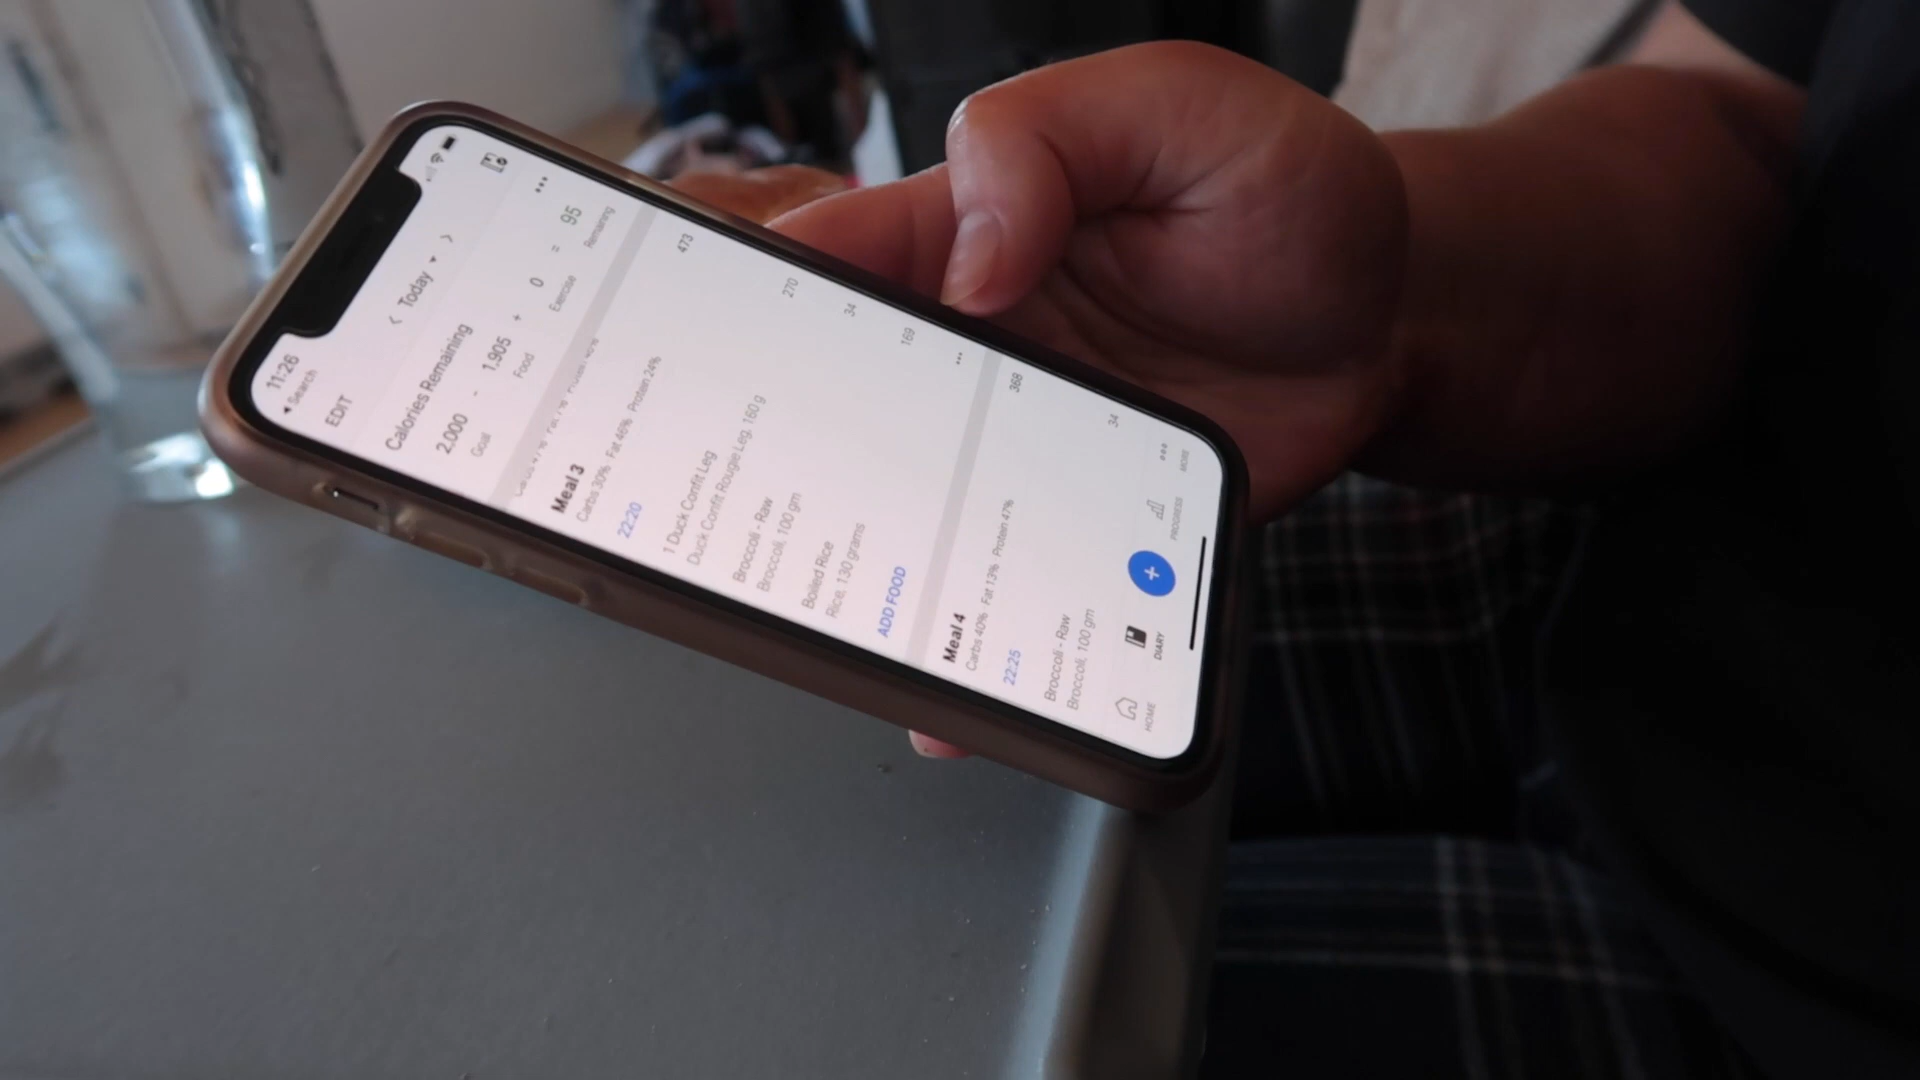 11:26
Search
EDIT
Today
Calories Remaining
2,000 - 1,905 + 0 = 95
Goal Food Exercise Remaining
Meal 3 473
Carbs 30% · Fat 46% · Protein 24%
22:20
1 Duck Confit Leg 270
Duck Confit Rougie Leg, 160 g
Broccoli - Raw 34
Broccoli, 100 gm
Boiled Rice 169
Rice, 130 grams
ADD FOOD
Meal 4 368
Carbs 40% · Fat 13% · Protein 47%
22:25
Broccoli - Raw 34
Broccoli, 100 gm
HOME DIARY + PROGRESS MORE